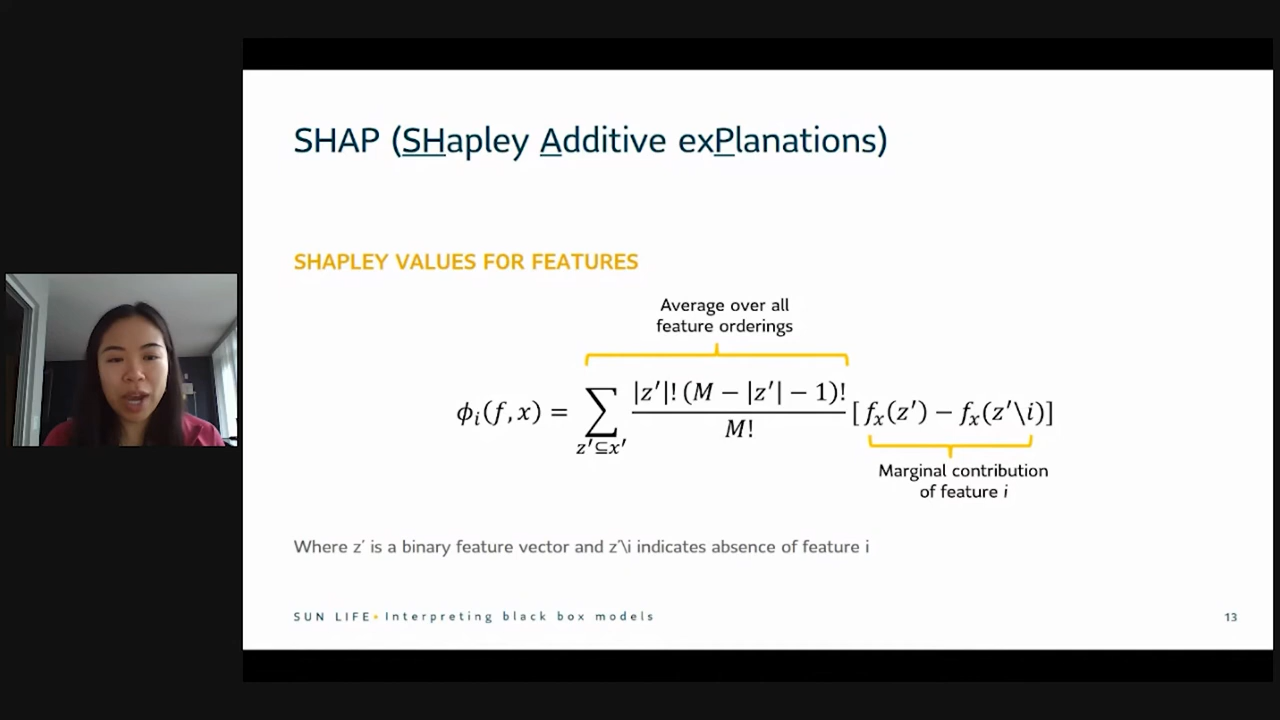 SHAP (SHapley Additive exPlanations)
SHAPLEY VALUES FOR FEATURES
Average over all
feature orderings
𝜙ᵢ(f, x) = ∑_{z′⊆x′} |z′|! (M − |z′| − 1)! / M! [fₓ(z′) − fₓ(z′\i)]
Marginal contribution
of feature i
Where z′ is a binary feature vector and z′\i indicates absence of feature i
SUN LIFE • Interpreting black box models
13